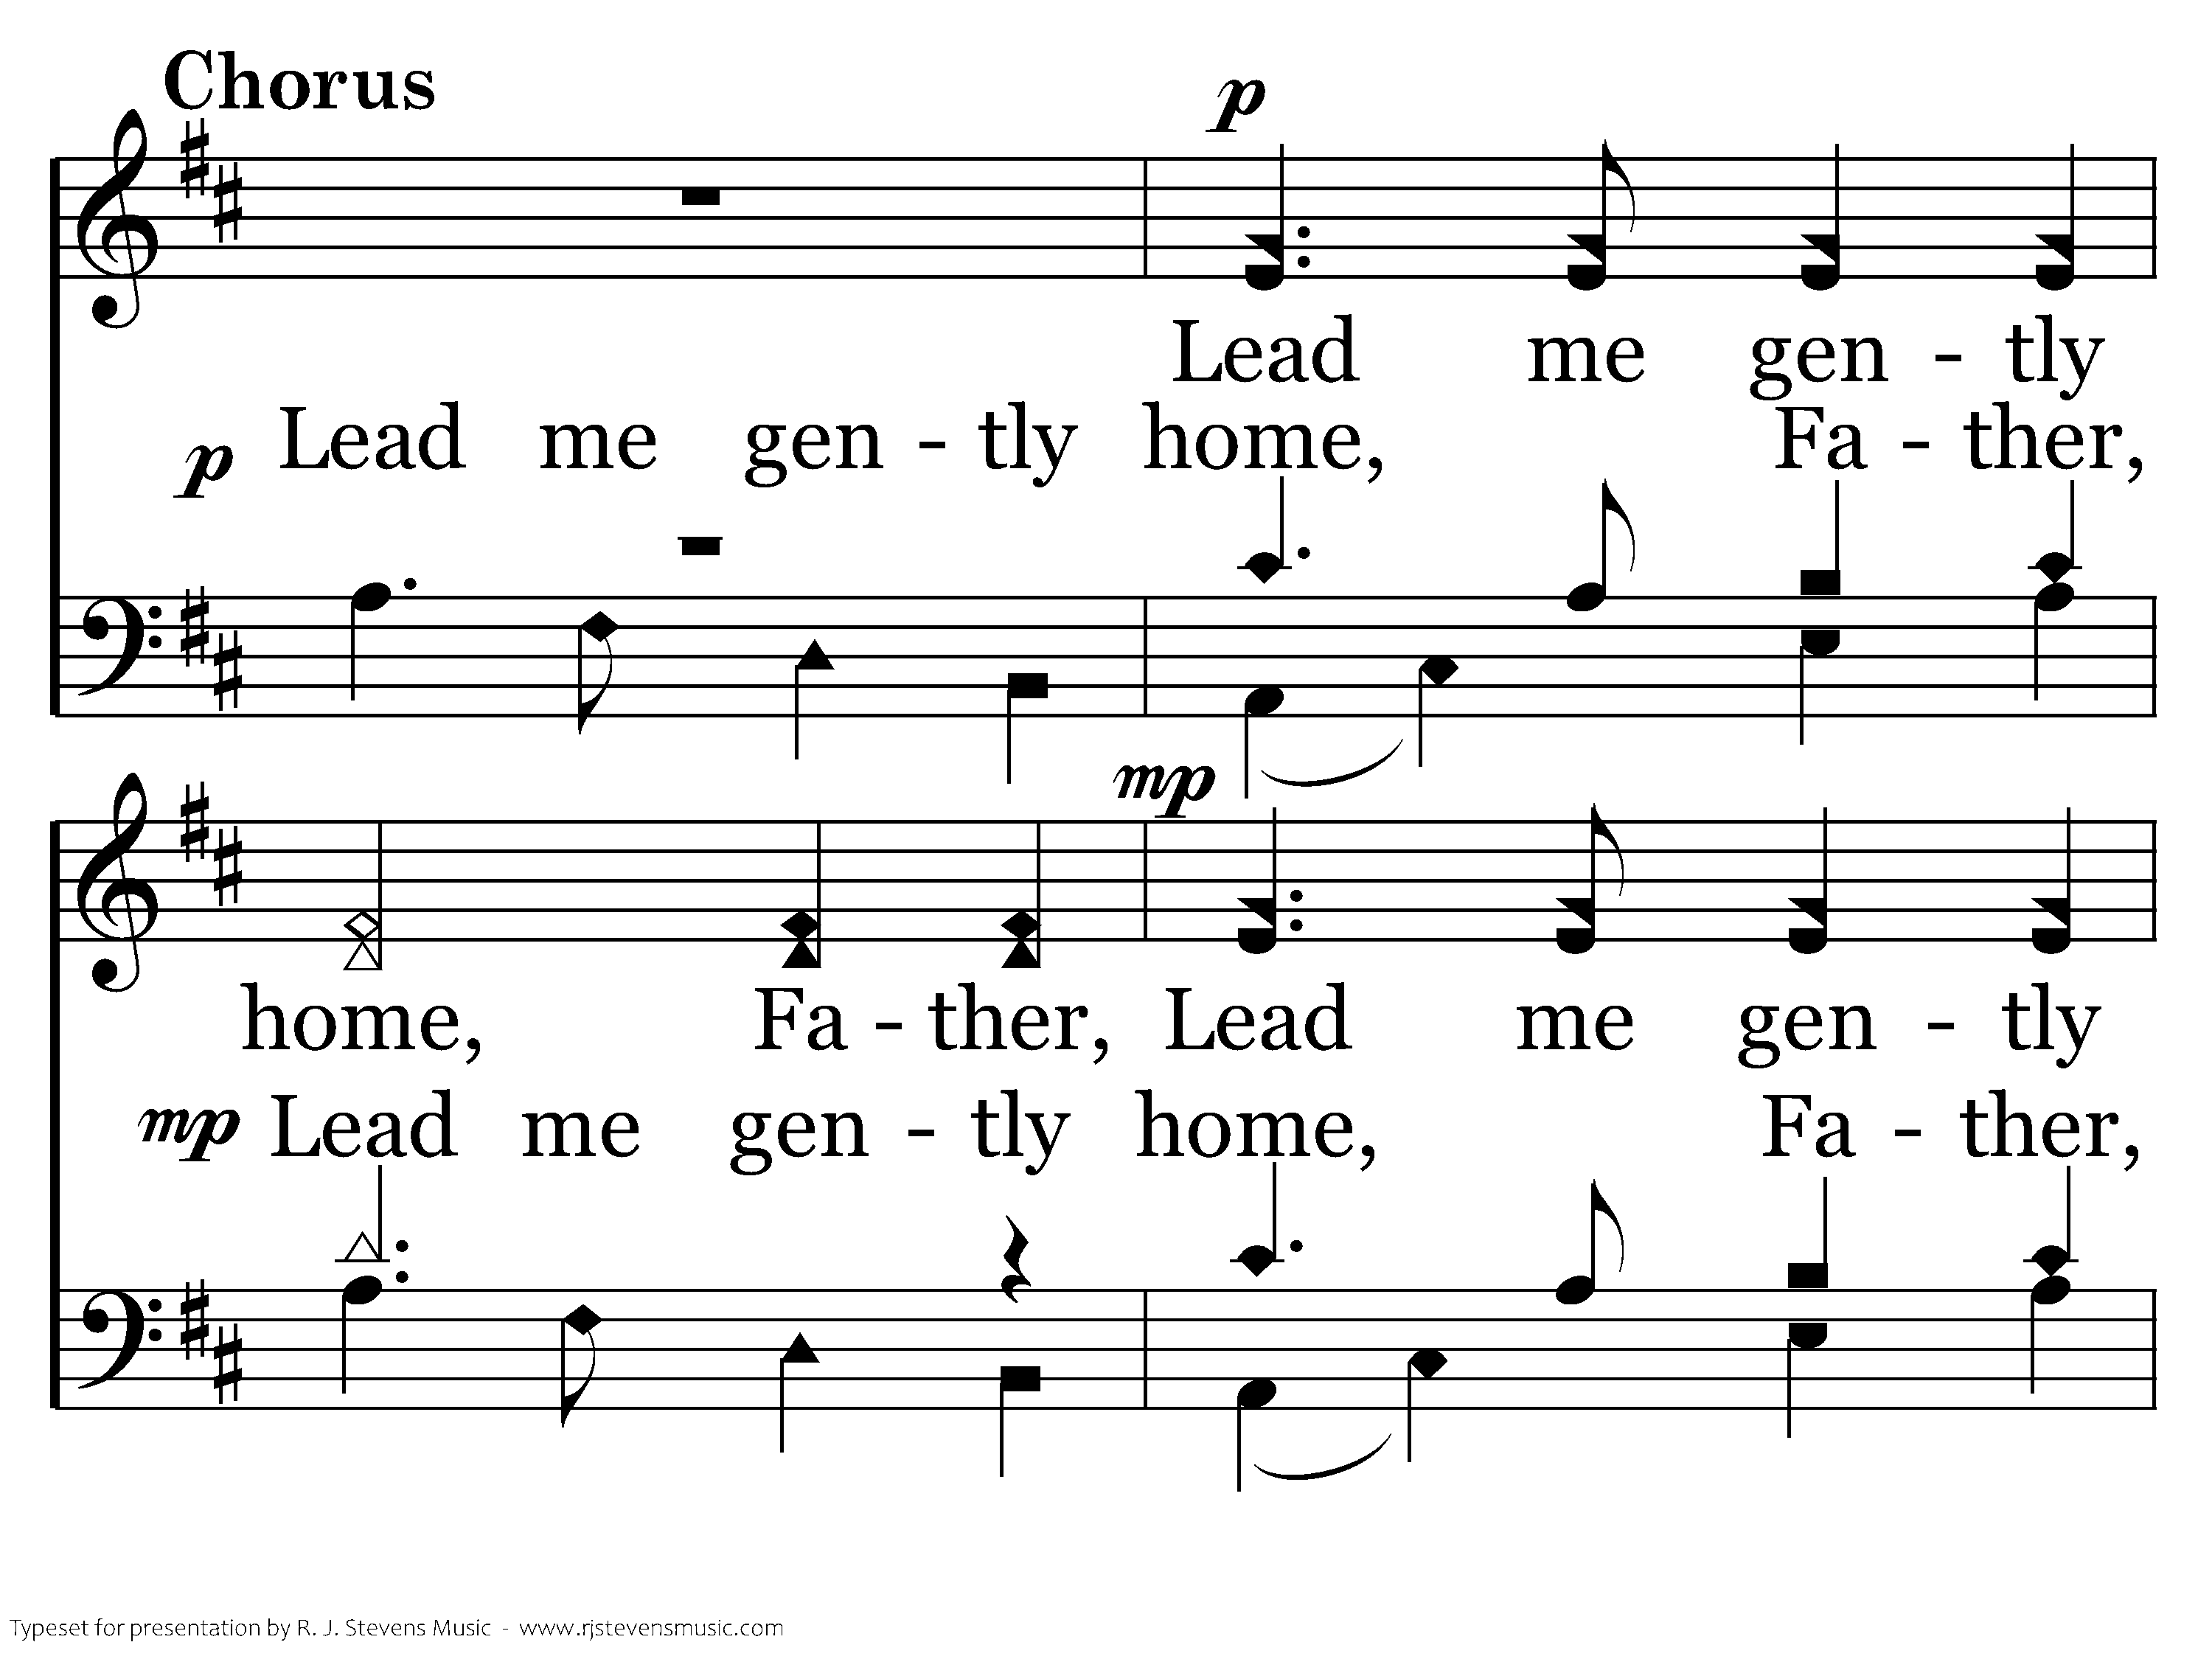 Chorus
p
Lead me gen - tly
p Lead me gen - tly home, Fa - ther,
mp
home, Fa - ther, Lead me gen - tly
mp Lead me gen - tly home, Fa - ther,
Typeset for presentation by R. J. Stevens Music - www.rjstevensmusic.com